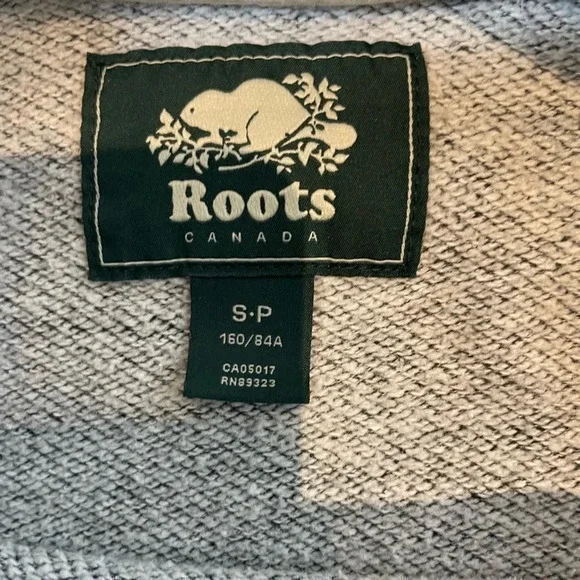 Roots
CANADA
S·P
160/84A
CA05017
RN89323